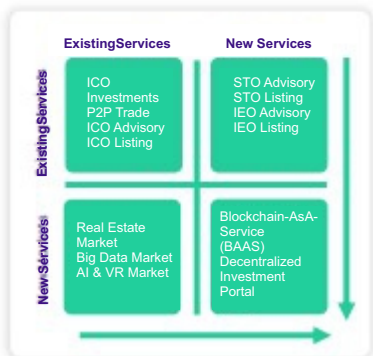 ExistingServices
New Services
ExistingServices
ICO
Investments
P2P Trade
ICO Advisory
ICO Listing
STO Advisory
STO Listing
IEO Advisory
IEO Listing
New-Services
Real Estate
Market
Big Data Market
AI & VR Market
Blockchain-AsA-
Service
(BAAS)
Decentralized
Investment
Portal